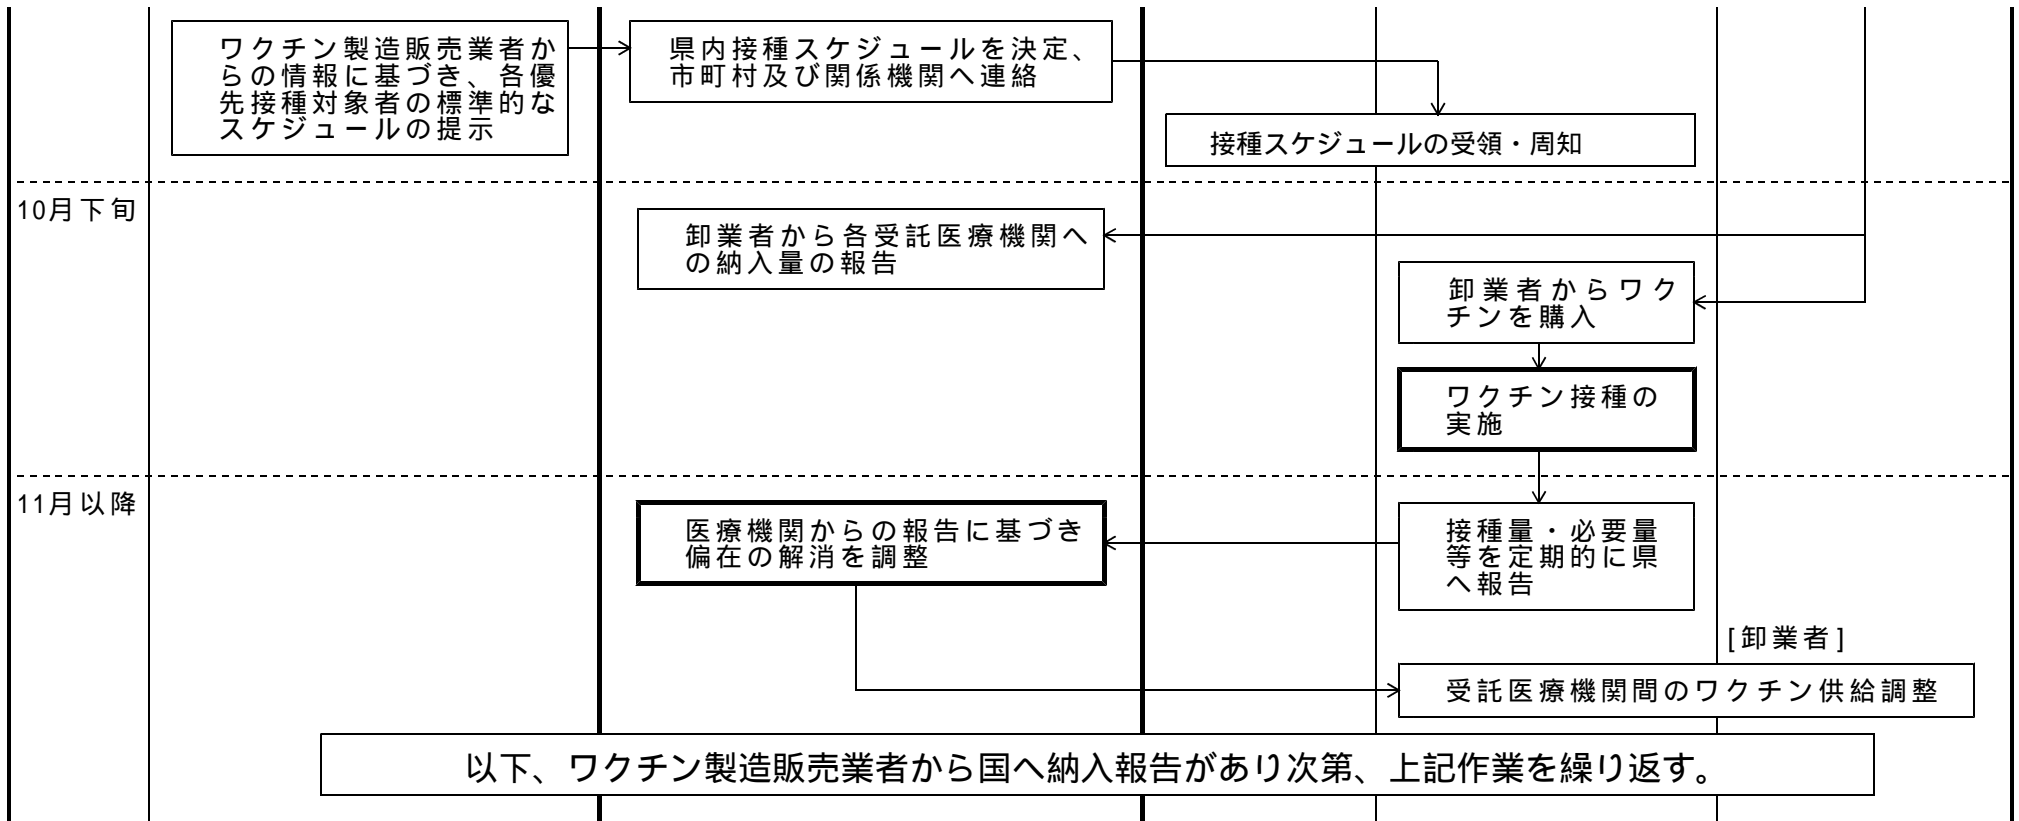 ワクチン製造販売業者か
らの情報に基づき、各優
先接種対象者の標準的な
スケジュールの提示
県内接種スケジュールを決定、
市町村及び関係機関へ連絡
接種スケジュールの受領・周知
10月下旬
卸業者から各受託医療機関へ
の納入量の報告
卸業者からワク
チンを購入
ワクチン接種の
実施
11月以降
医療機関からの報告に基づき
偏在の解消を調整
接種量・必要量
等を定期的に県
へ報告
[卸業者]
受託医療機関間のワクチン供給調整
以下、ワクチン製造販売業者から国へ納入報告があり次第、上記作業を繰り返す。